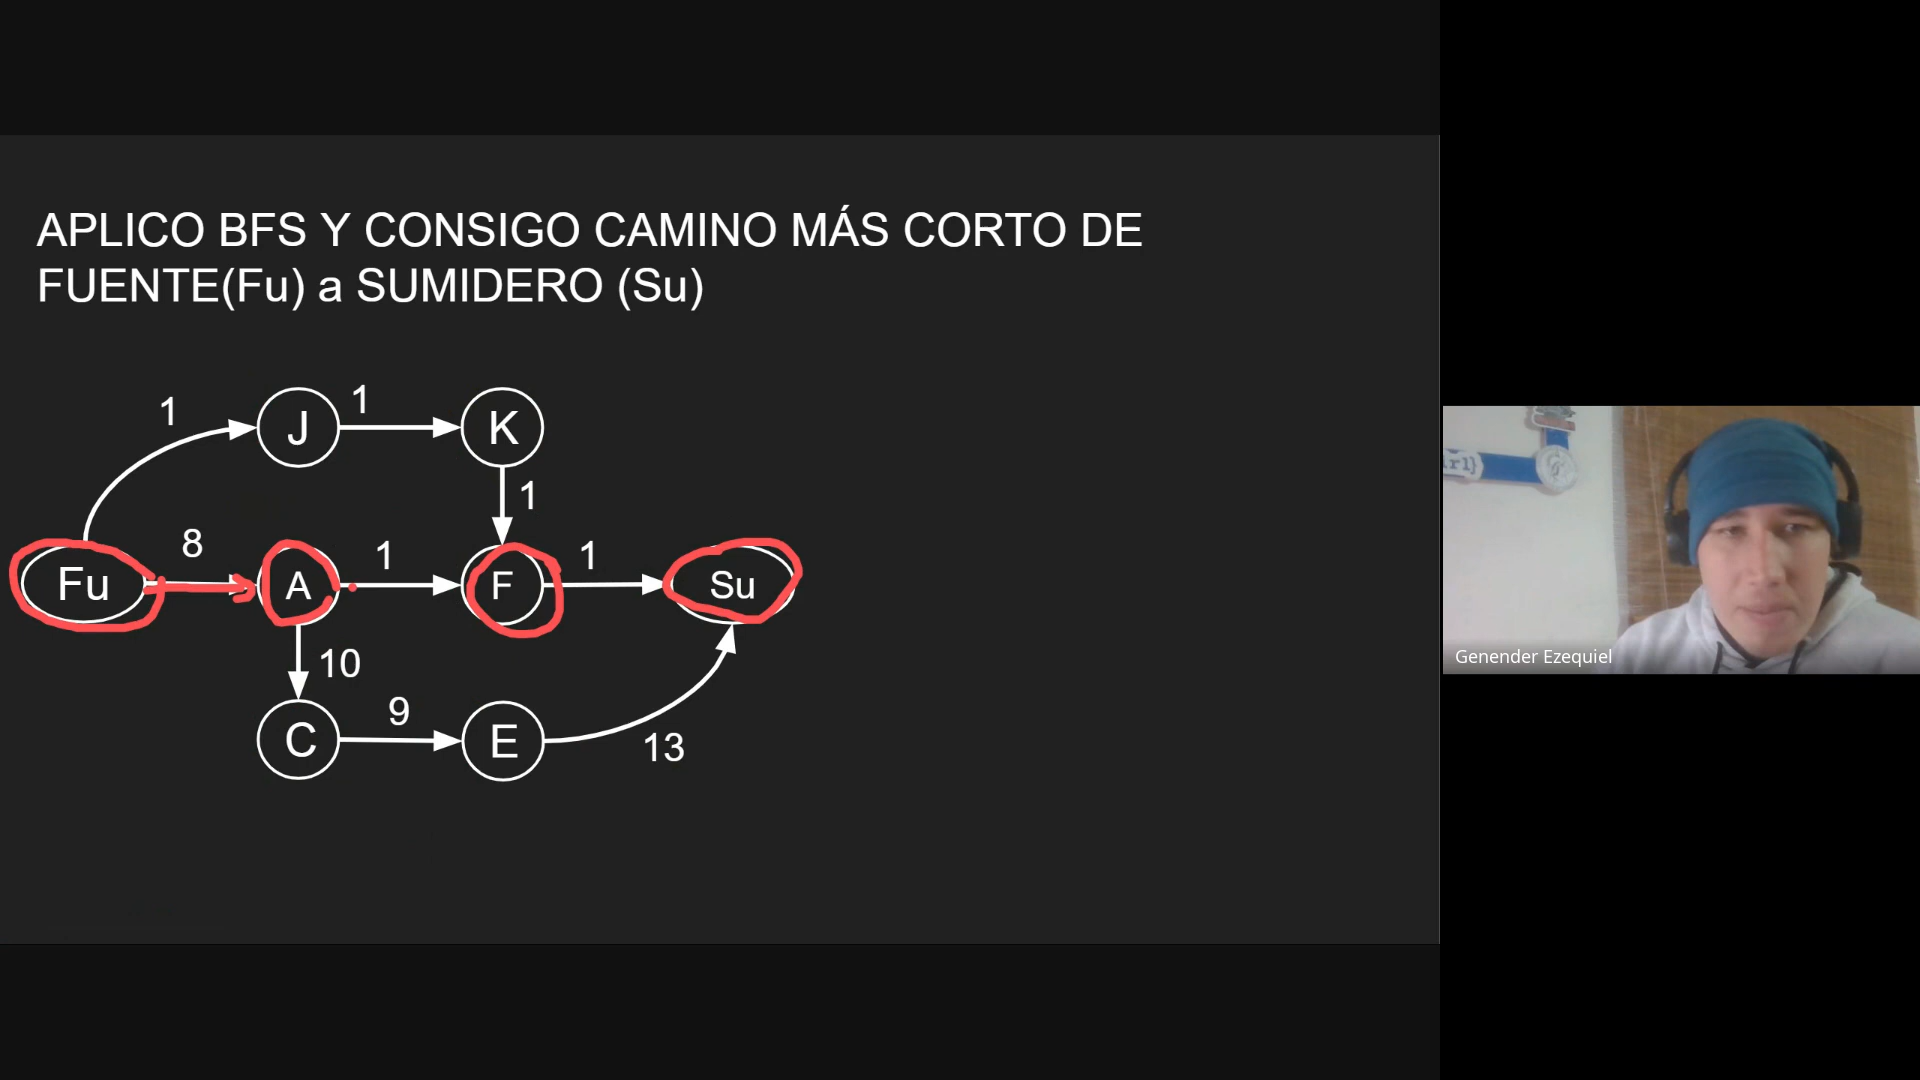 APLICO BFS Y CONSIGO CAMINO MÁS CORTO DE
FUENTE(Fu) a SUMIDERO (Su)
1
J
1
K
1
Fu
8
A
1
F
1
Su
10
C
9
E
13
Genender Ezequiel